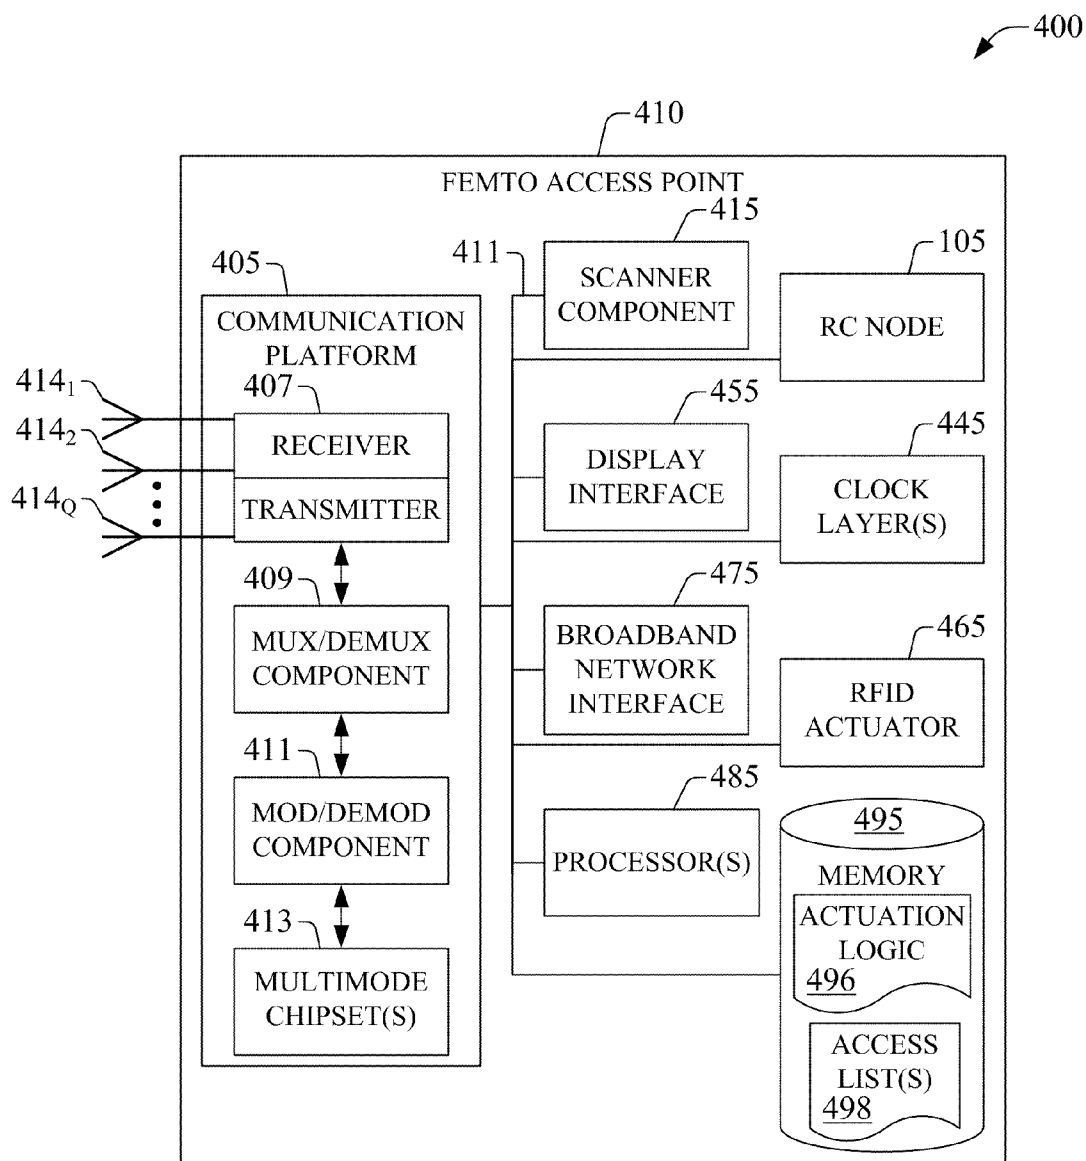 400
410
FEMTO ACCESS POINT
415
411
SCANNER
COMPONENT
105
RC NODE
405
COMMUNICATION
PLATFORM
414₁
407
RECEIVER
414₂
TRANSMITTER
414Q
455
DISPLAY
INTERFACE
445
CLOCK
LAYER(S)
409
MUX/DEMUX
COMPONENT
475
BROADBAND
NETWORK
INTERFACE
465
RFID
ACTUATOR
411
MOD/DEMOD
COMPONENT
485
PROCESSOR(S)
413
MULTIMODE
CHIPSET(S)
495
MEMORY
ACTUATION
LOGIC
496
ACCESS
LIST(S)
498